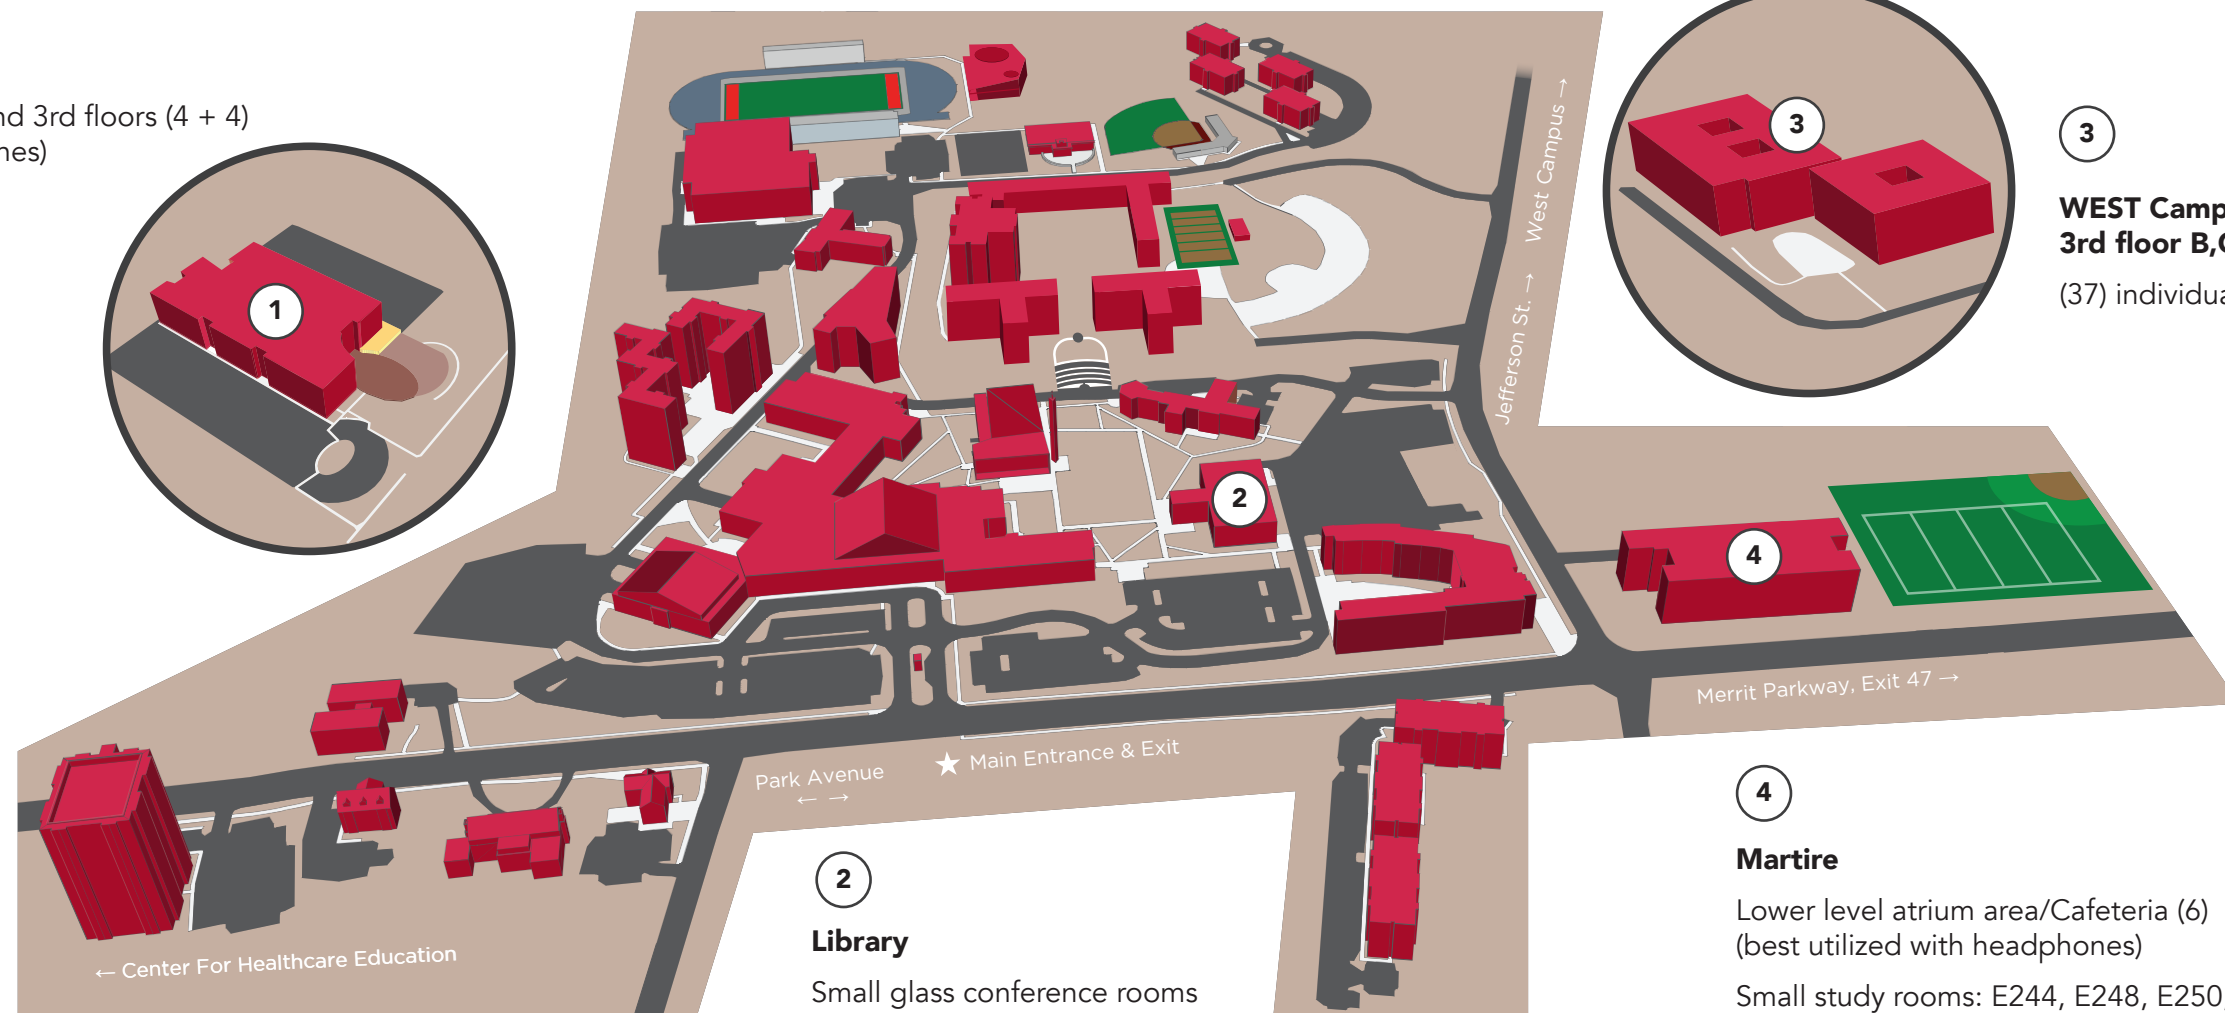 nd 3rd floors (4 + 4)
nes)
1
West Campus →
Jefferson St. →
3
3
WEST Camp
3rd floor B,C
(37) individua
2
4
Merrit Parkway, Exit 47 →
Park Avenue
← →
★ Main Entrance & Exit
← Center For Healthcare Education
2
Library
Small glass conference rooms
4
Martire
Lower level atrium area/Cafeteria (6)
(best utilized with headphones)
Small study rooms: E244, E248, E250,